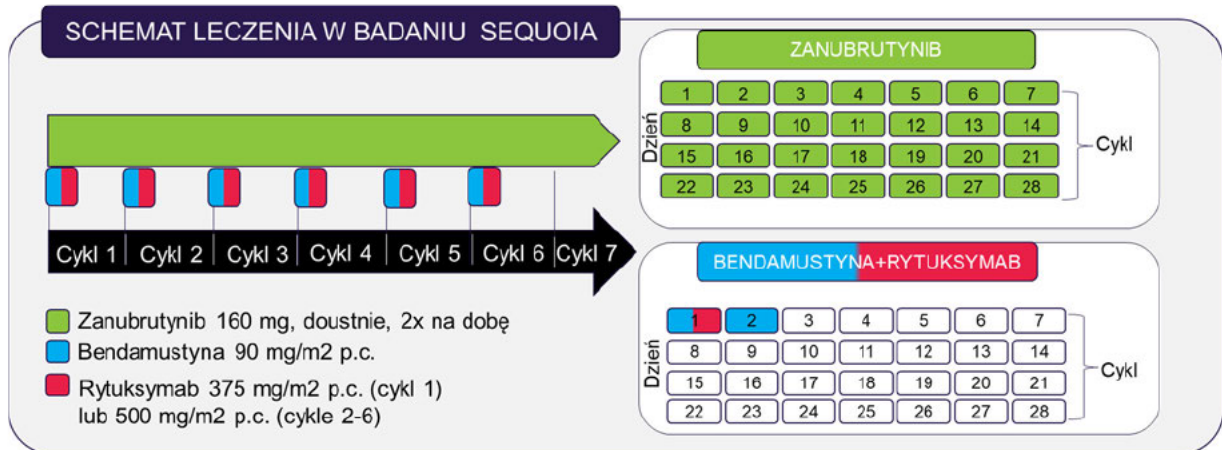 SCHEMAT LECZENIA W BADANIU SEQUOIA
Cykl 1 Cykl 2 Cykl 3 Cykl 4 Cykl 5 Cykl 6 Cykl 7
Zanubrutynib 160 mg, doustnie, 2x na dobę
Bendamustyna 90 mg/m2 p.c.
Rytuksymab 375 mg/m2 p.c. (cykl 1)
lub 500 mg/m2 p.c. (cykle 2-6)
ZANUBRUTYNIB
Dzień
1 2 3 4 5 6 7
8 9 10 11 12 13 14
15 16 17 18 19 20 21
22 23 24 25 26 27 28
Cykl
BENDAMUSTYNA+RYTUKSYMAB
Dzień
1 2 3 4 5 6 7
8 9 10 11 12 13 14
15 16 17 18 19 20 21
22 23 24 25 26 27 28
Cykl